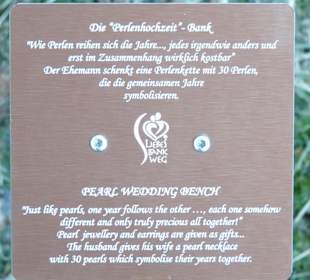 Die "Perlenhochzeit"- Bank
"Wie Perlen reihen sich die Jahre..., jedes irgendwie anders und
erst im Zusammenhang wirklich kostbar"
Der Ehemann schenkt eine Perlenkette mit 30 Perlen,
die die gemeinsamen Jahre
symbolisieren.
LIEBES
BANK
WEG
PEARL WEDDING BENCH
"Just like pearls, one year follows the other ..., each one somehow
different and only truly precious all together!"
Pearl jewellery and earrings are given as gifts...
The husband gives his wife a pearl necklace
with 30 pearls which symbolise their years together.